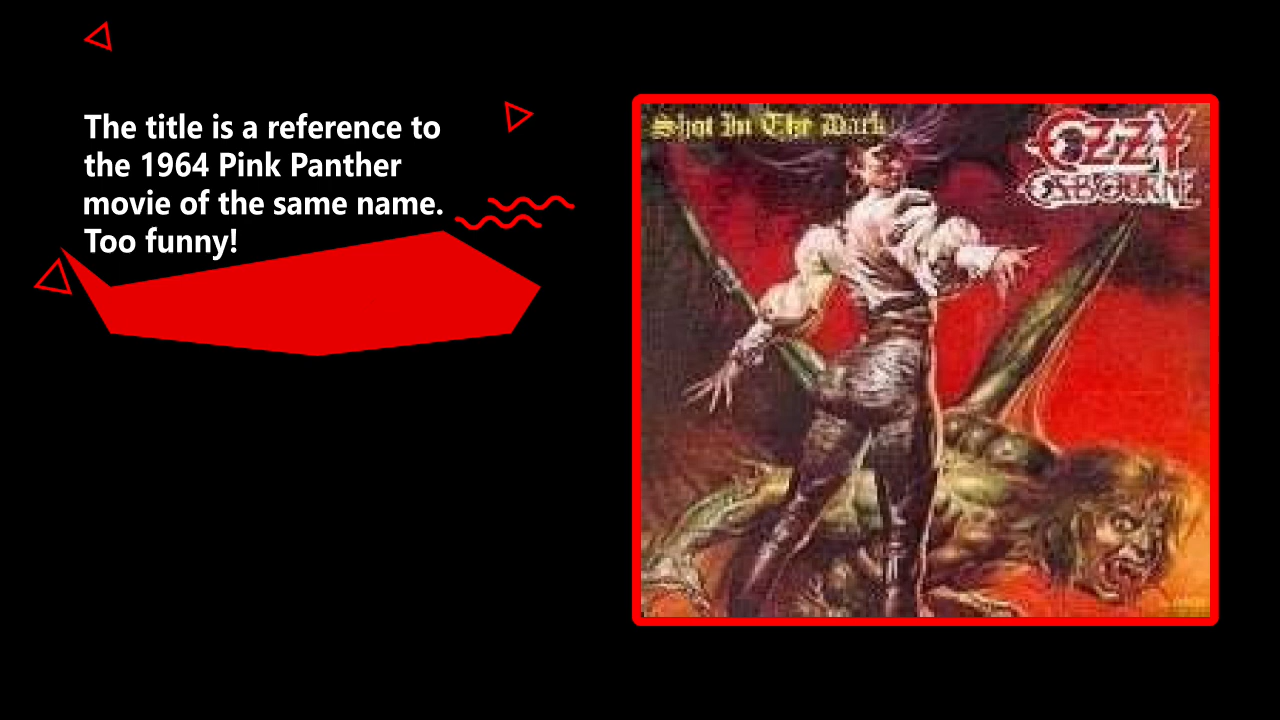 The title is a reference to
the 1964 Pink Panther
movie of the same name.
Too funny!
Shot In The Dark
OZZY
OSBOURNE